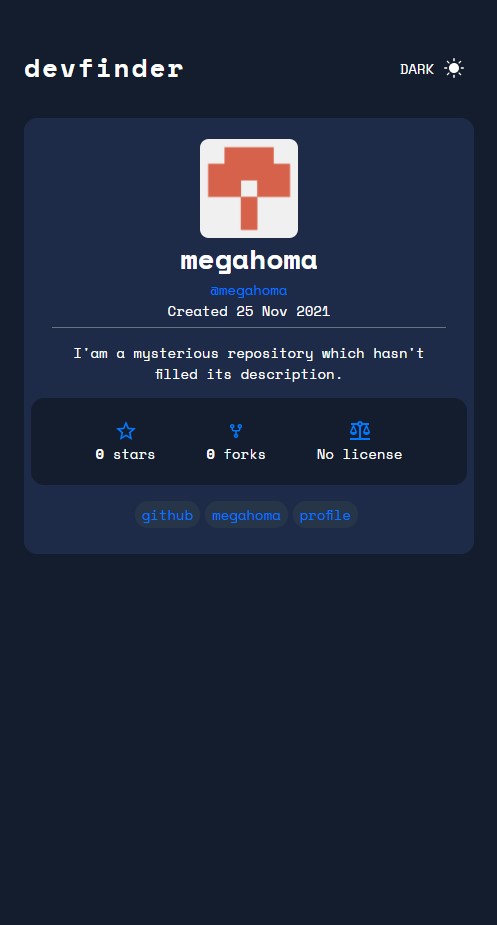 devfinder
DARK
megahoma
@megahoma
Created 25 Nov 2021
I'am a mysterious repository which hasn't
filled its description.
0 stars 0 forks No license
github megahoma profile